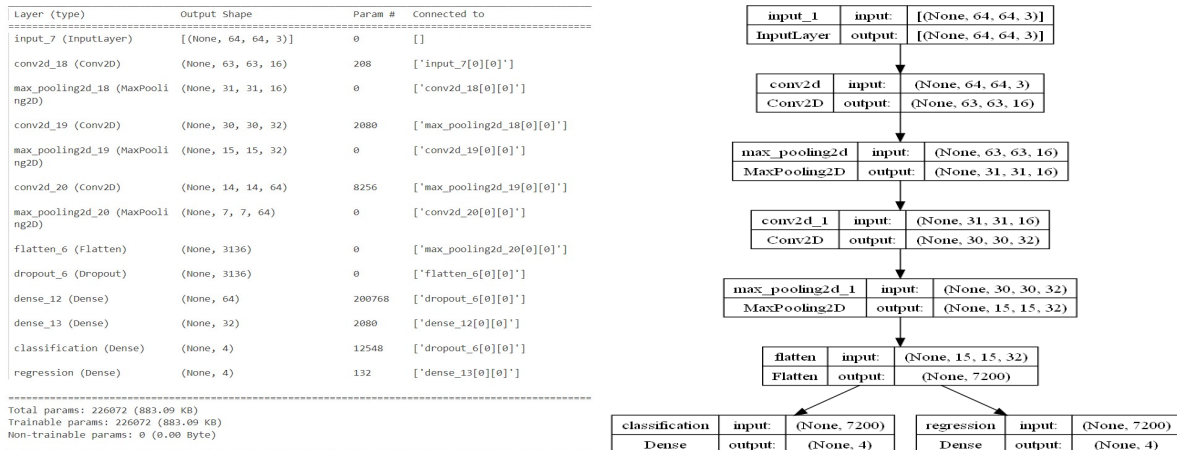 Layer (type) Output Shape Param # Connected to
input_7 (InputLayer) [(None, 64, 64, 3)] 0 []
conv2d_18 (Conv2D) (None, 63, 63, 16) 208 ['input_7[0][0]']
max_pooling2d_18 (MaxPooli (None, 31, 31, 16) 0 ['conv2d_18[0][0]']
ng2D)
conv2d_19 (Conv2D) (None, 30, 30, 32) 2080 ['max_pooling2d_18[0][0]']
max_pooling2d_19 (MaxPooli (None, 15, 15, 32) 0 ['conv2d_19[0][0]']
ng2D)
conv2d_20 (Conv2D) (None, 14, 14, 64) 8256 ['max_pooling2d_19[0][0]']
max_pooling2d_20 (MaxPooli (None, 7, 7, 64) 0 ['conv2d_20[0][0]']
ng2D)
flatten_6 (Flatten) (None, 3136) 0 ['max_pooling2d_20[0][0]']
dropout_6 (Dropout) (None, 3136) 0 ['flatten_6[0][0]']
dense_12 (Dense) (None, 64) 200768 ['dropout_6[0][0]']
dense_13 (Dense) (None, 32) 2080 ['dense_12[0][0]']
classification (Dense) (None, 4) 12548 ['dropout_6[0][0]']
regression (Dense) (None, 4) 132 ['dense_13[0][0]']
Total params: 226072 (883.09 KB)
Trainable params: 226072 (883.09 KB)
Non-trainable params: 0 (0.00 Byte)
input_1 input: [(None, 64, 64, 3)]
InputLayer output: [(None, 64, 64, 3)]
conv2d input: (None, 64, 64, 3)
Conv2D output: (None, 63, 63, 16)
max_pooling2d input: (None, 63, 63, 16)
MaxPooling2D output: (None, 31, 31, 16)
conv2d_1 input: (None, 31, 31, 16)
Conv2D output: (None, 30, 30, 32)
max_pooling2d_1 input: (None, 30, 30, 32)
MaxPooling2D output: (None, 15, 15, 32)
flatten input: (None, 15, 15, 32)
Flatten output: (None, 7200)
classification input: (None, 7200)
Dense output: (None, 4)
regression input: (None, 7200)
Dense output: (None, 4)